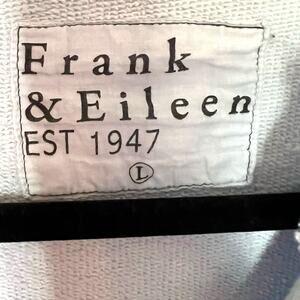 Frank
& Eileen
EST 1947
L